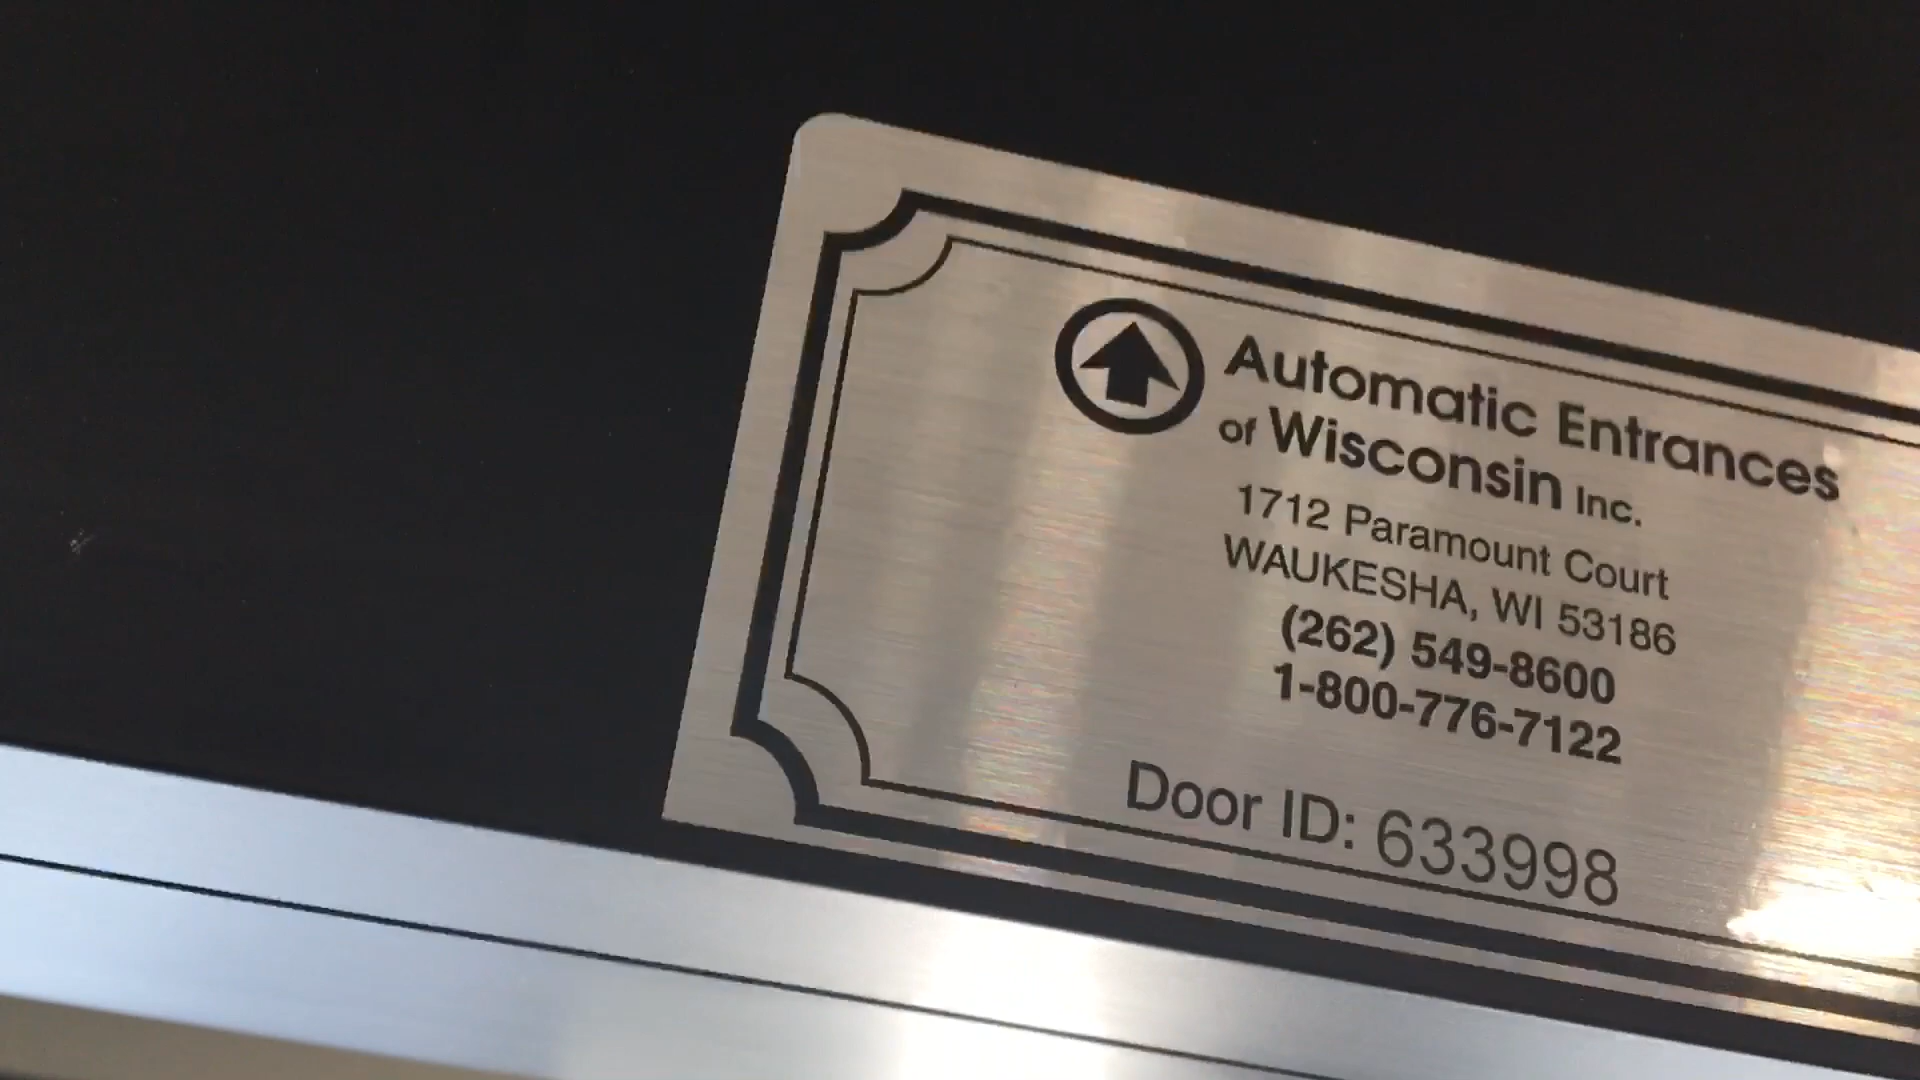 Automatic Entrances
of Wisconsin Inc.
1712 Paramount Court
WAUKESHA, WI 53186
(262) 549-8600
1-800-776-7122
Door ID: 633998